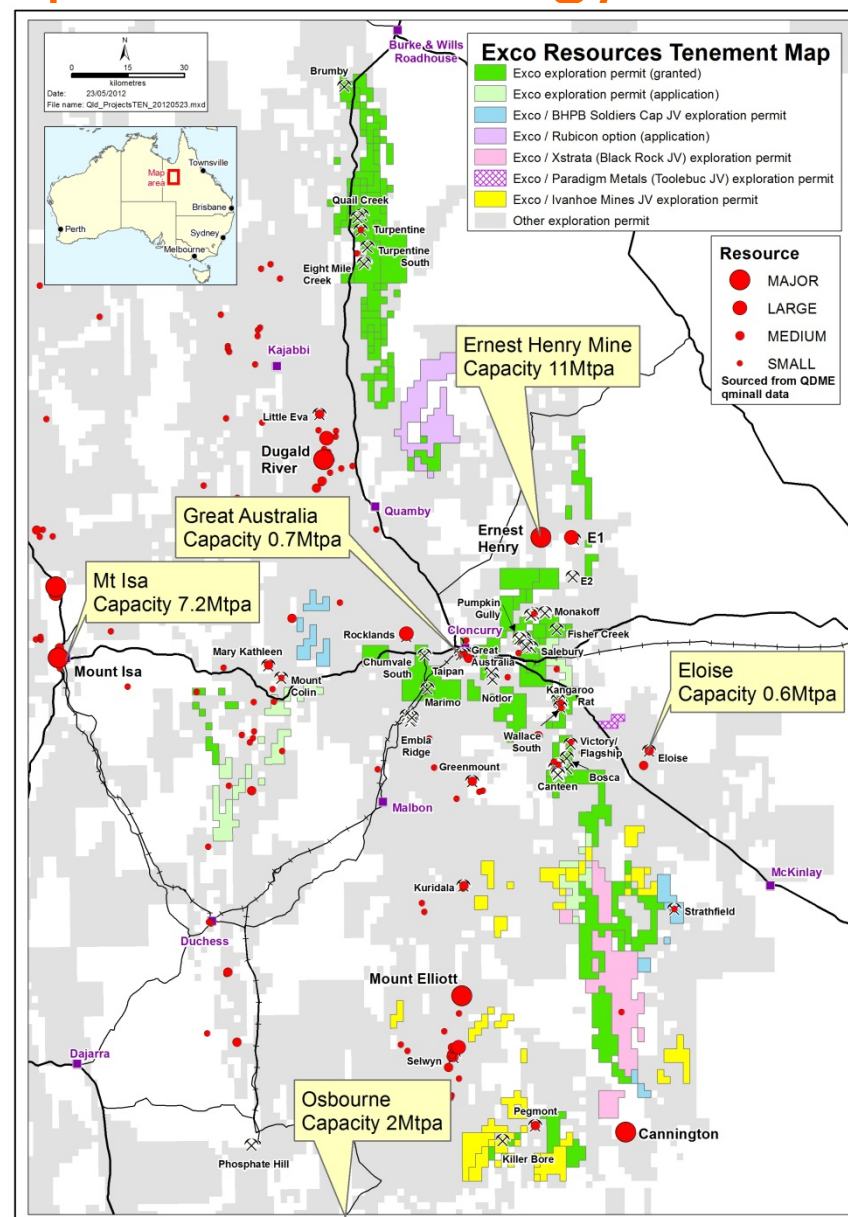 N
0 15 30
kilometres
Date: 23/05/2012
File name: Qld_ProjectsTEN_20120523.mxd
Map
area
Townsville
Brisbane
Perth
Sydney
Melbourne
Exco Resources Tenement Map
Exco exploration permit (granted)
Exco exploration permit (application)
Exco / BHPB Soldiers Cap JV exploration permit
Exco / Rubicon option (application)
Exco / Xstrata (Black Rock JV) exploration permit
Exco / Paradigm Metals (Toolebuc JV) exploration permit
Exco / Ivanhoe Mines JV exploration permit
Other exploration permit
Resource
MAJOR
LARGE
MEDIUM
SMALL
Sourced from QDME
qminall data
Burke & Wills
Roadhouse
Brumby
Quail Creek
Turpentine
Turpentine
South
Eight Mile
Creek
Kajabbi
Ernest Henry Mine
Capacity 11Mtpa
Little Eva
Dugald
River
Quamby
Great Australia
Capacity 0.7Mtpa
Ernest
Henry
E1
E2
Mt Isa
Capacity 7.2Mtpa
Pumpkin
Gully
Monakoff
Fisher Creek
Rocklands
Cloncurry
Great
Australia
Salebury
Mary Kathleen
Chumvale
South
Taipan
Mount Isa
Mount
Colin
Marimo
Nötlor
Kangaroo
Rat
Eloise
Capacity 0.6Mtpa
Embla
Ridge
Wallace
South
Victory/
Flagship
Eloise
Greenmount
Bosca
Canteen
Malbon
McKinlay
Kuridala
Strathfield
Duchess
Mount Elliott
Selwyn
Dajarra
Osbourne
Capacity 2Mtpa
Pegmont
Cannington
Killer Bore
Phosphate Hill